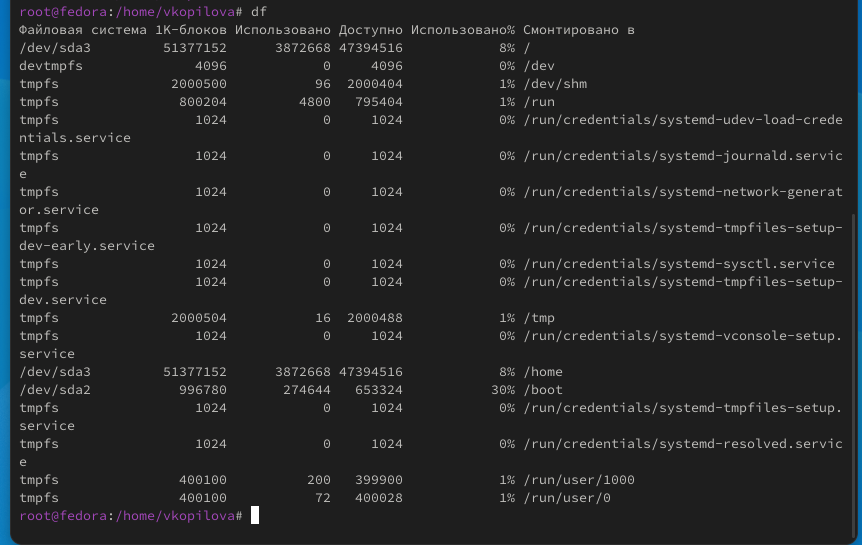 root@fedora:/home/vkopilova# df
Файловая система 1K-блоков Использовано Доступно Использовано% Смонтировано в
/dev/sda3 51377152 3872668 47394516 8% /
devtmpfs 4096 0 4096 0% /dev
tmpfs 2000500 96 2000404 1% /dev/shm
tmpfs 800204 4800 795404 1% /run
tmpfs 1024 0 1024 0% /run/credentials/systemd-udev-load-crede
ntials.service
tmpfs 1024 0 1024 0% /run/credentials/systemd-journald.servic
e
tmpfs 1024 0 1024 0% /run/credentials/systemd-network-generat
or.service
tmpfs 1024 0 1024 0% /run/credentials/systemd-tmpfiles-setup-
dev-early.service
tmpfs 1024 0 1024 0% /run/credentials/systemd-sysctl.service
tmpfs 1024 0 1024 0% /run/credentials/systemd-tmpfiles-setup-
dev.service
tmpfs 2000504 16 2000488 1% /tmp
tmpfs 1024 0 1024 0% /run/credentials/systemd-vconsole-setup.
service
/dev/sda3 51377152 3872668 47394516 8% /home
/dev/sda2 996780 274644 653324 30% /boot
tmpfs 1024 0 1024 0% /run/credentials/systemd-tmpfiles-setup.
service
tmpfs 1024 0 1024 0% /run/credentials/systemd-resolved.servic
e
tmpfs 400100 200 399900 1% /run/user/1000
tmpfs 400100 72 400028 1% /run/user/0
root@fedora:/home/vkopilova#